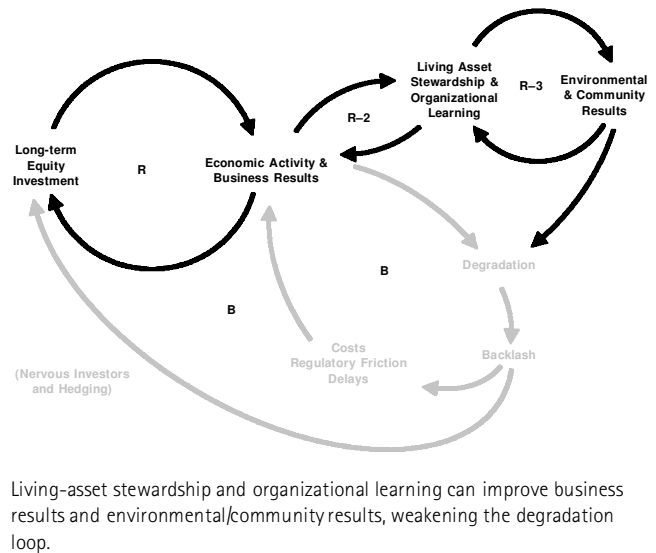 Living Asset
Stewardship &
Organizational
Learning
R–3
Environmental
& Community
Results
R–2
Long-term
Equity
Investment
R
Economic Activity &
Business Results
Degradation
B
B
Costs
Regulatory Friction
Delays
Backlash
(Nervous Investors
and Hedging)
Living-asset stewardship and organizational learning can improve business
results and environmental/community results, weakening the degradation
loop.